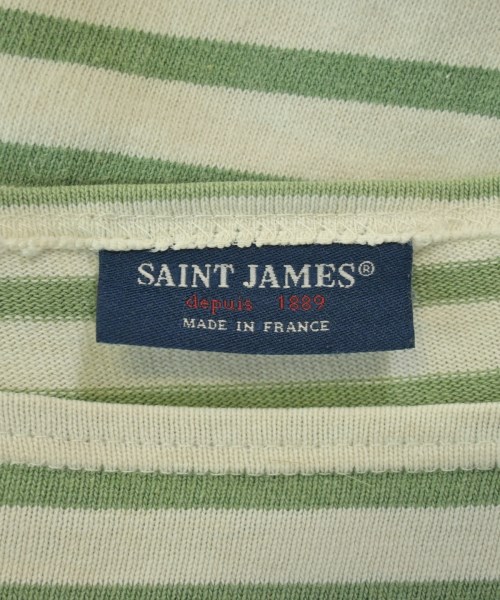 SAINT JAMES®
depuis 1889
MADE IN FRANCE